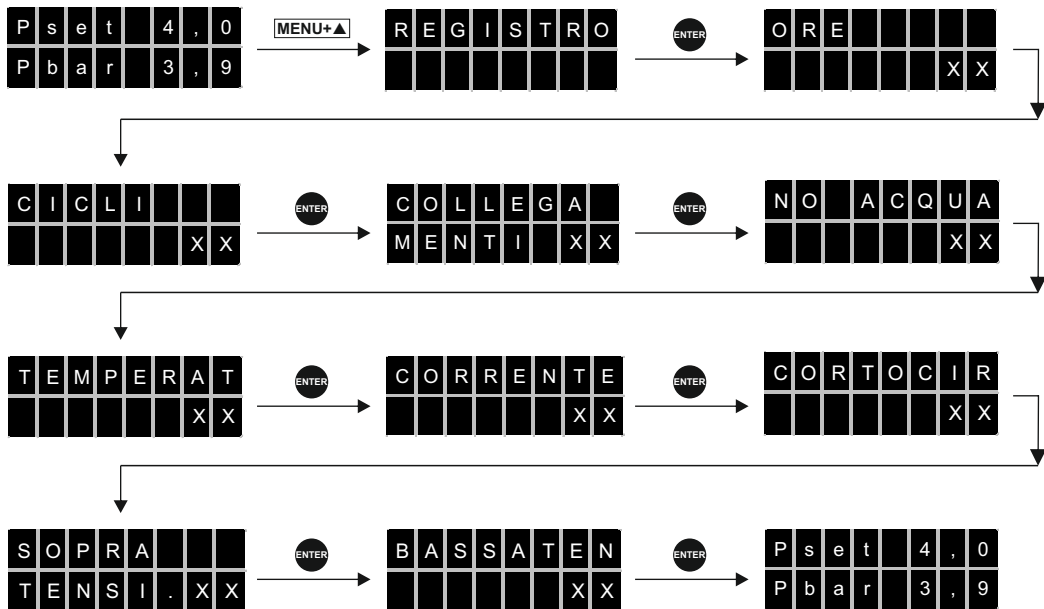 Pset 4,0
Pbar 3,9
MENU+▲
REGISTRO
ENTER
ORE
XX
CICLI
XX
ENTER
COLLEGA
MENTI XX
ENTER
NO ACQUA
XX
TEMPERAT
XX
ENTER
CORRENTE
XX
ENTER
CORTOCIR
XX
SOPRA
TENSI.XX
ENTER
BASSATEN
XX
ENTER
Pset 4,0
Pbar 3,9